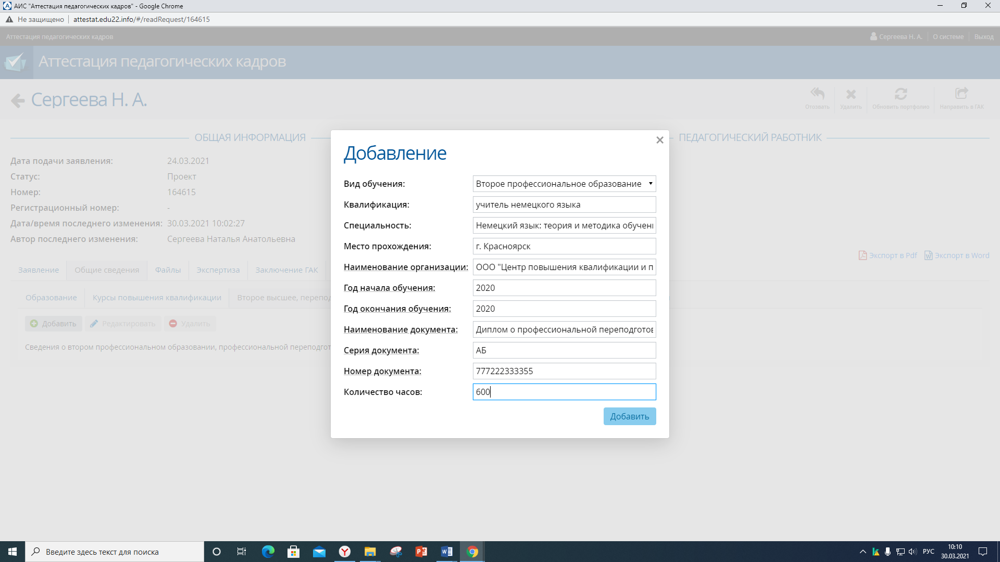 АИС "Аттестация педагогических кадров" - Google Chrome
Не защищено attestat.edu22.info/#/readRequest/164615
Аттестация педагогических кадров Сергеева Н. А. О системе Выход
Аттестация педагогических кадров
Сергеева Н. А.
Отозвать Удалить Обновить портфолио Направить в ГАК
ОБЩАЯ ИНФОРМАЦИЯ ПЕДАГОГИЧЕСКИЙ РАБОТНИК
Дата подачи заявления: 24.03.2021
Статус: Проект
Номер: 164615
Регистрационный номер: -
Дата/время последнего изменения: 30.03.2021 10:02:27
Автор последнего изменения: Сергеева Наталья Анатольевна
Экспорт в Pdf Экспорт в Word
Заявление Общие сведения Файлы Экспертиза Заключение ГАК
Образование Курсы повышения квалификации Второе высшее, перепод
Добавить Редактировать Удалить
Сведения о втором профессиональном образовании, профессиональной переподгот
Добавление
Вид обучения: Второе профессиональное образование
Квалификация: учитель немецкого языка
Специальность: Немецкий язык: теория и методика обучени
Место прохождения: г. Красноярск
Наименование организации: ООО "Центр повышения квалификации и п
Год начала обучения: 2020
Год окончания обучения: 2020
Наименование документа: Диплом о профессиональной переподготов
Серия документа: АБ
Номер документа: 777222333355
Количество часов: 600
Добавить
Введите здесь текст для поиска
РУС
10:10
30.03.2021